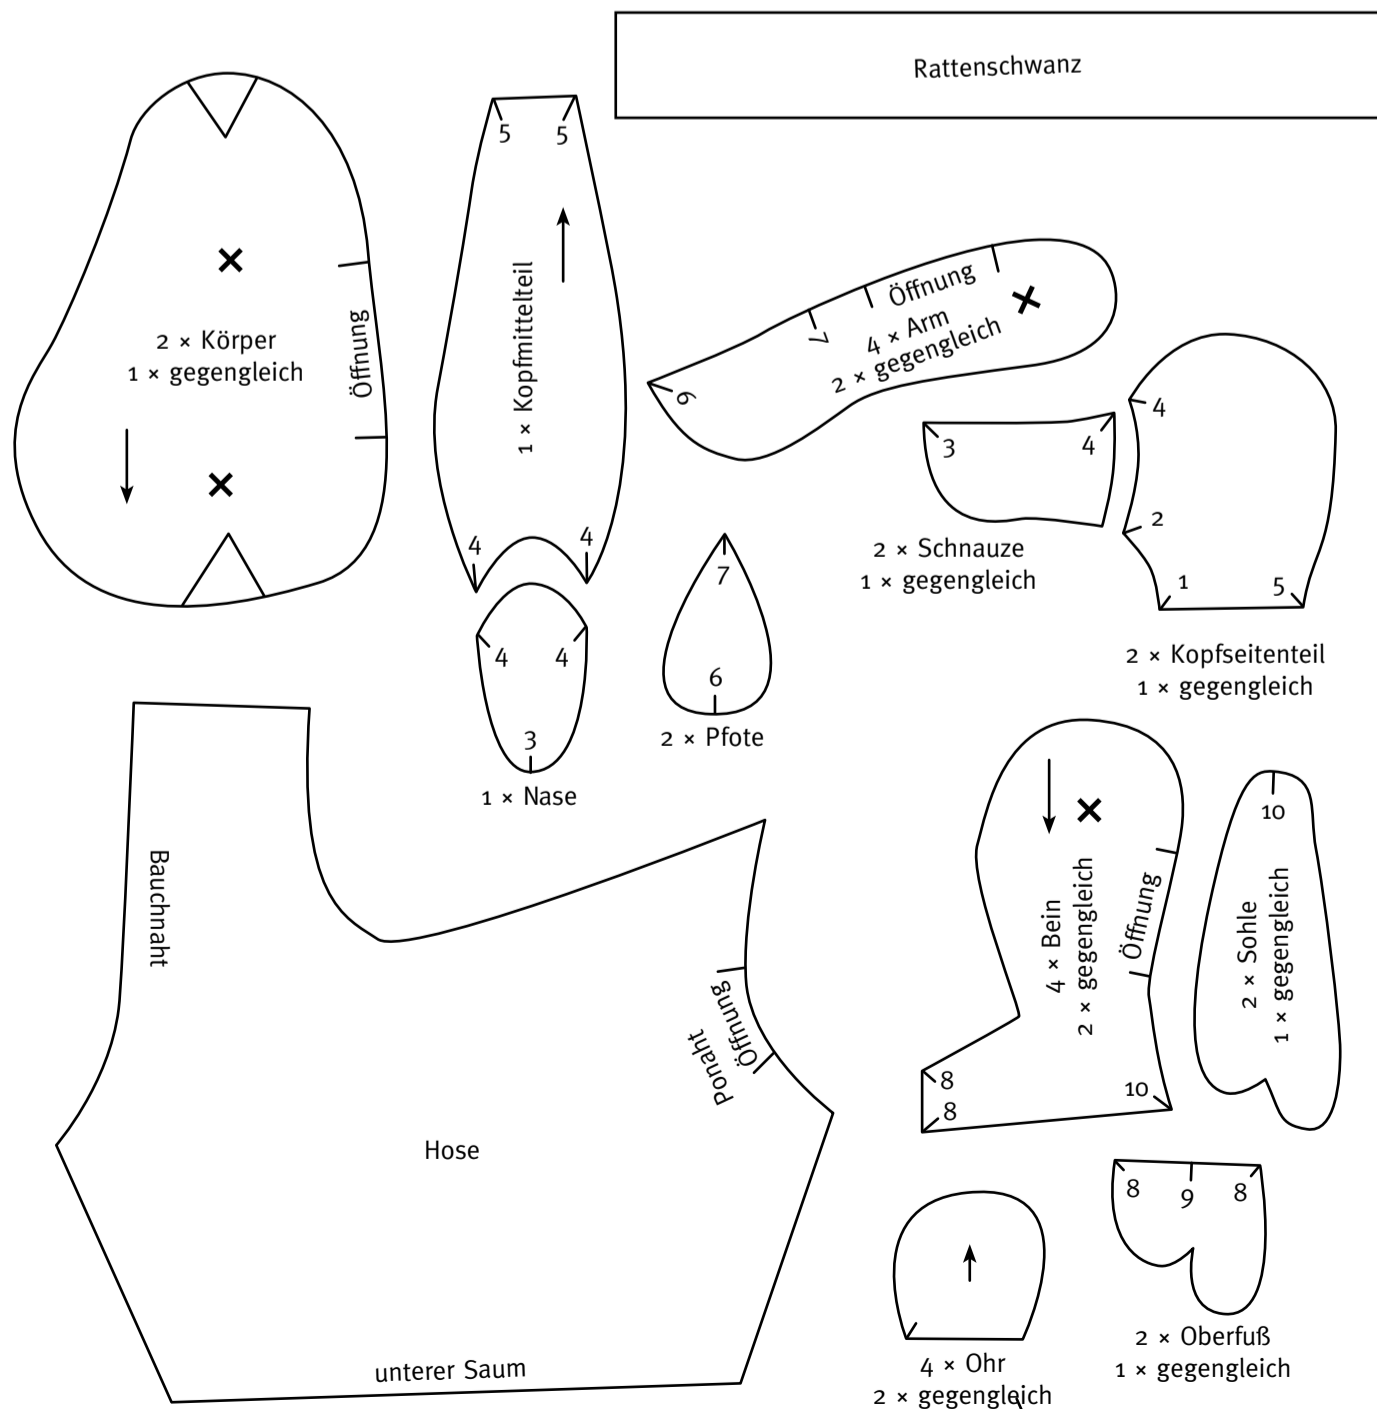 Rattenschwanz
5
5
2 × Körper
1 × gegengleich
Öffnung
1 × Kopfmittelteil
4
4
Öffnung
7
4 × Arm
2 × gegengleich
6
3
4
2 × Schnauze
1 × gegengleich
4
2
1
5
2 × Kopfseitenteil
1 × gegengleich
4
4
3
1 × Nase
7
6
2 × Pfote
Bauchnaht
Öffnung
Ponaht
Hose
unterer Saum
4 × Bein
2 × gegengleich
Öffnung
8
8
10
10
2 × Sohle
1 × gegengleich
8
9
8
2 × Oberfuß
1 × gegengleich
4 × Ohr
2 × gegengleich